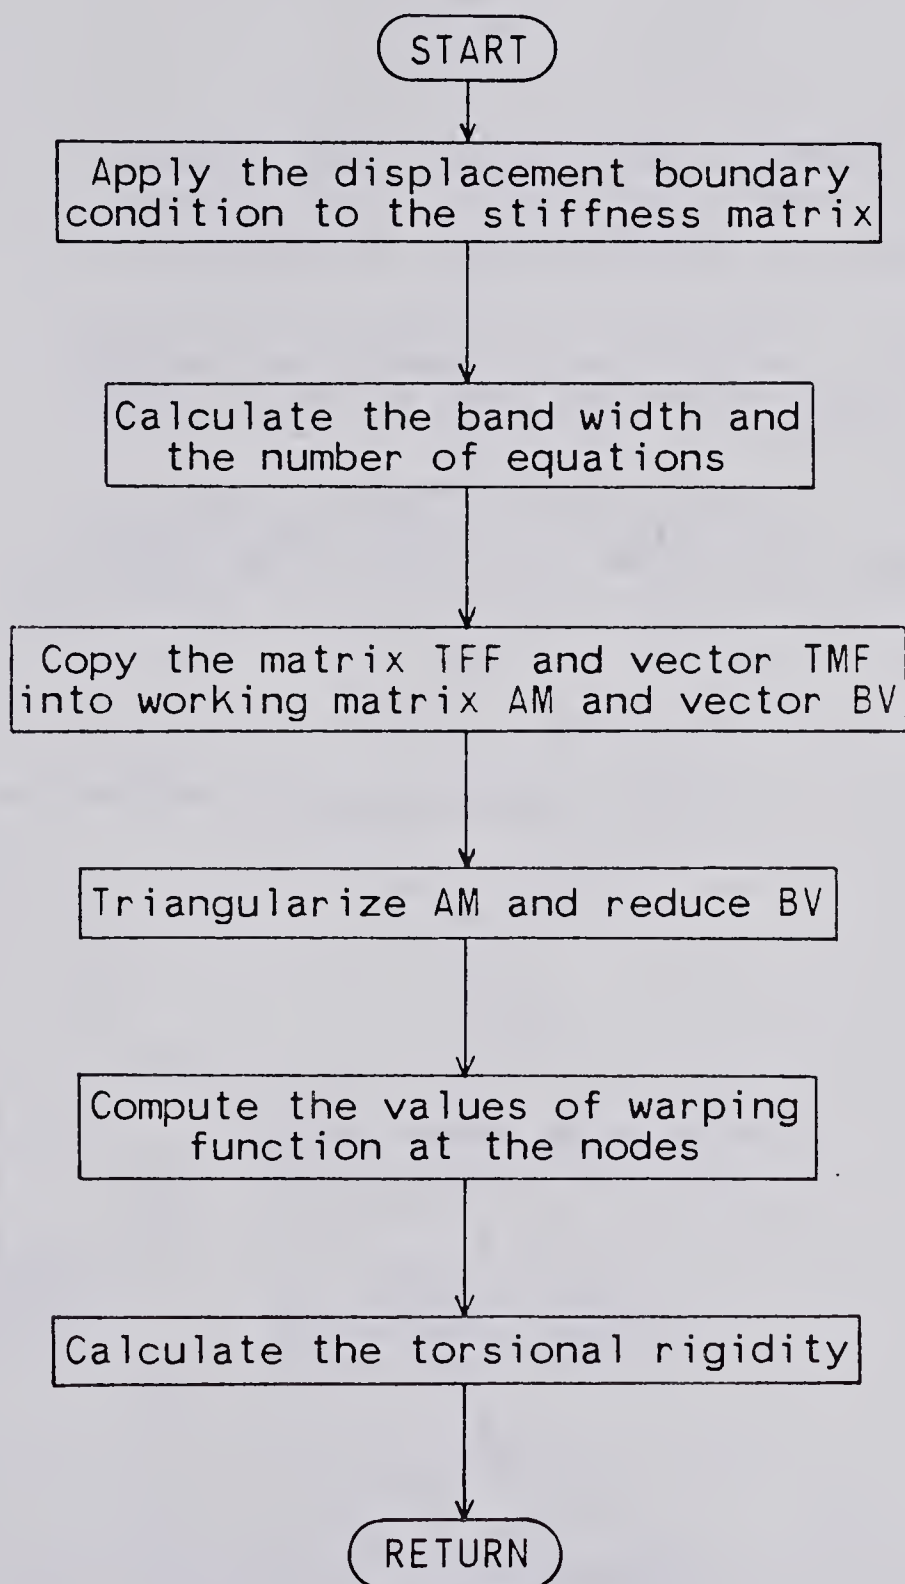 START
Apply the displacement boundary
condition to the stiffness matrix
Calculate the band width and
the number of equations
Copy the matrix TFF and vector TMF
into working matrix AM and vector BV
Triangularize AM and reduce BV
Compute the values of warping
function at the nodes
Calculate the torsional rigidity
RETURN